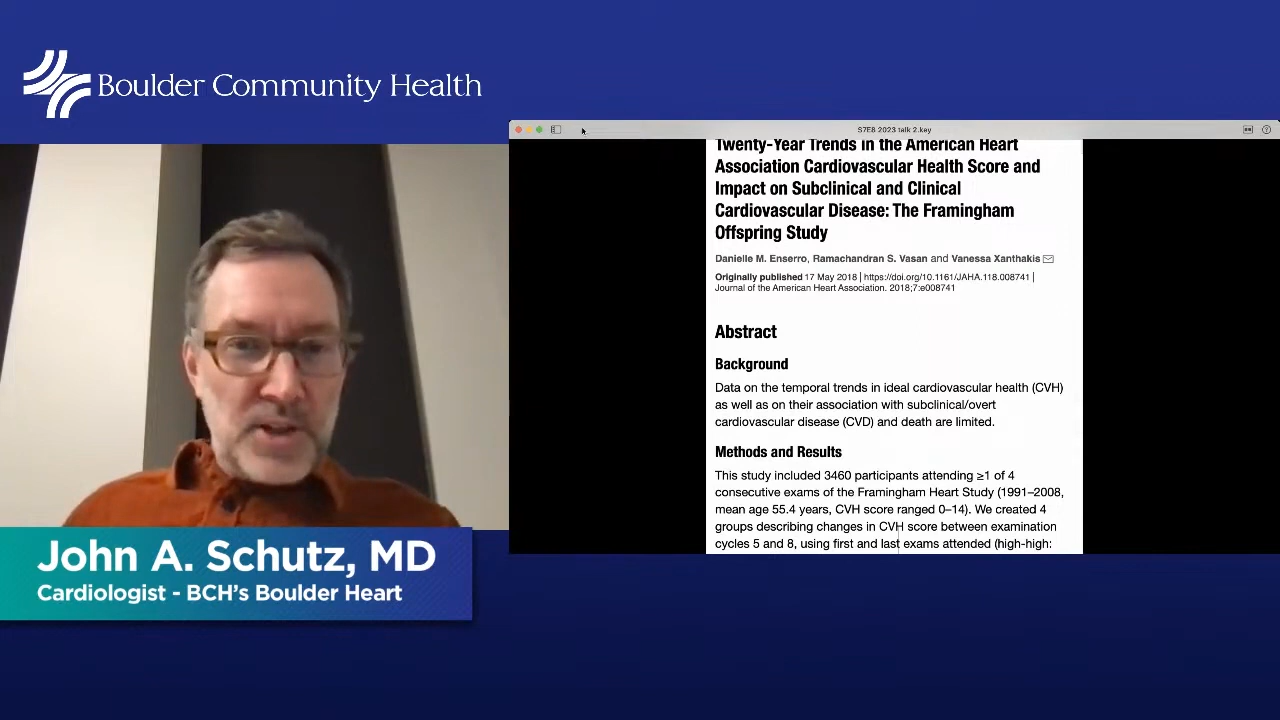 Boulder Community Health
S7E8 2023 talk 2.key
Twenty-Year Trends in the American Heart
Association Cardiovascular Health Score and
Impact on Subclinical and Clinical
Cardiovascular Disease: The Framingham
Offspring Study
Danielle M. Enserro, Ramachandran S. Vasan and Vanessa Xanthakis
Originally published 17 May 2018 | https://doi.org/10.1161/JAHA.118.008741 |
Journal of the American Heart Association. 2018;7:e008741
Abstract
Background
Data on the temporal trends in ideal cardiovascular health (CVH)
as well as on their association with subclinical/overt
cardiovascular disease (CVD) and death are limited.
Methods and Results
This study included 3460 participants attending ≥1 of 4
consecutive exams of the Framingham Heart Study (1991–2008,
mean age 55.4 years, CVH score ranged 0–14). We created 4
groups describing changes in CVH score between examination
cycles 5 and 8, using first and last exams attended (high-high:
John A. Schutz, MD
Cardiologist - BCH's Boulder Heart